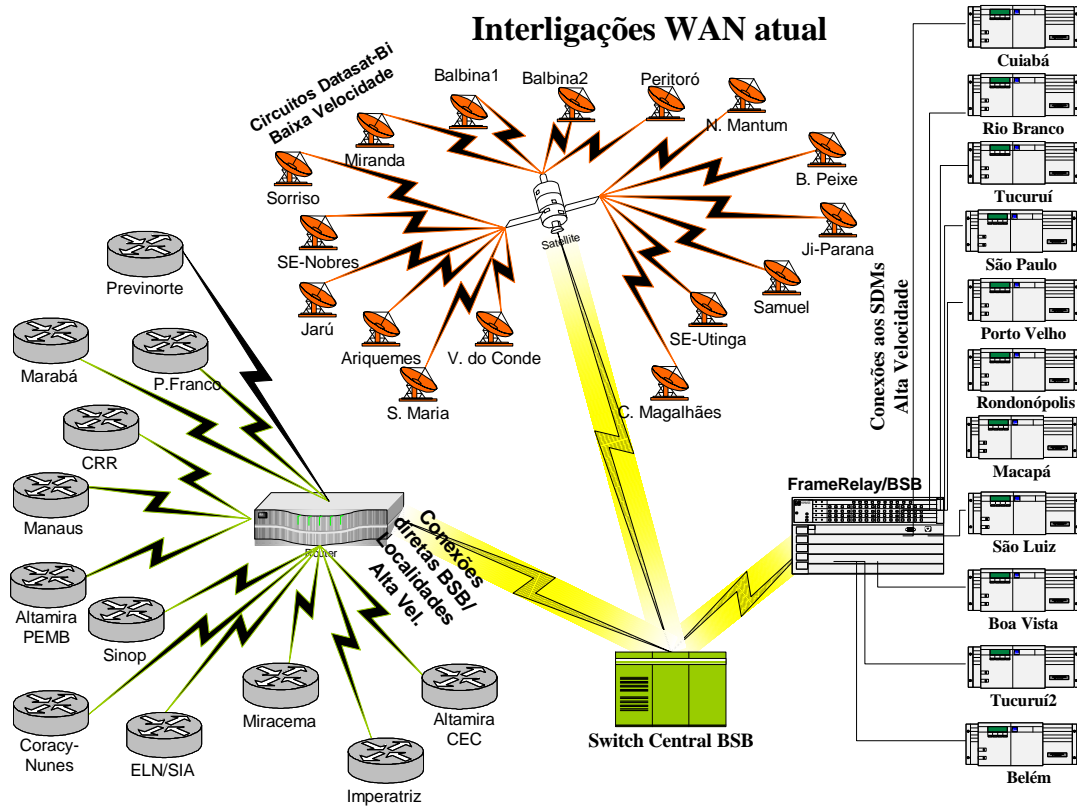 Interligações WAN atual
Circuitos Datasat-Bi
Baixa Velocidade
Balbina1
Balbina2
Peritoró
N. Mantum
Miranda
B. Peixe
Sorriso
Satellite
Ji-Parana
SE-Nobres
Samuel
Jarú
Ariquemes
V. do Conde
SE-Utinga
S. Maria
C. Magalhães
Previnorte
Marabá
P.Franco
CRR
Manaus
Altamira
PEMB
Sinop
Coracy-
Nunes
ELN/SIA
Miracema
Imperatriz
Altamira
CEC
Router
Conexões
diretas BSB/
Localidades
Alta Vel.
Switch Central BSB
FrameRelay/BSB
Conexões aos SDMs
Alta Velocidade
Cuiabá
Rio Branco
Tucuruí
São Paulo
Porto Velho
Rondonópolis
Macapá
São Luiz
Boa Vista
Tucuruí2
Belém